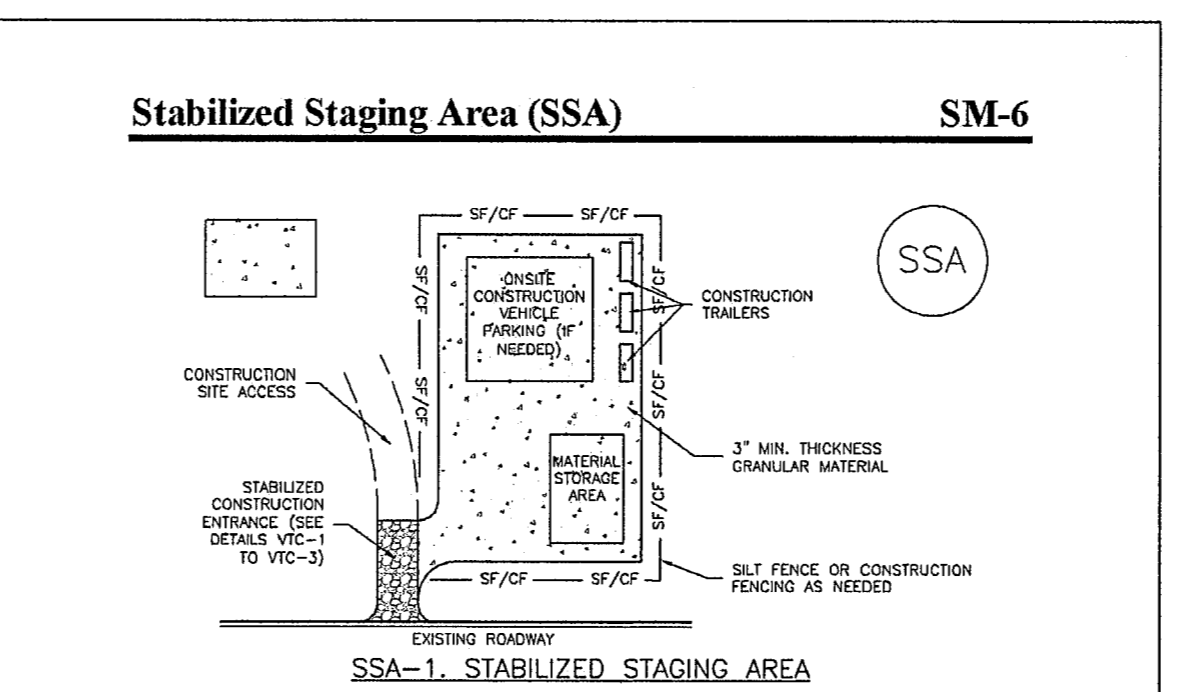 Stabilized Staging Area (SSA) SM-6
SF/CF SF/CF
SSA
SF/CF
SF/CF
ONSITE
CONSTRUCTION
VEHICLE
PARKING (IF
NEEDED)
CONSTRUCTION
TRAILERS
CONSTRUCTION
SITE ACCESS
SF/CF
SF/CF
3" MIN. THICKNESS
GRANULAR MATERIAL
MATERIAL
STORAGE
AREA
STABILIZED
CONSTRUCTION
ENTRANCE (SEE
DETAILS VTC-1
TO VTC-3)
SF/CF
SF/CF SF/CF
SILT FENCE OR CONSTRUCTION
FENCING AS NEEDED
EXISTING ROADWAY
SSA-1. STABILIZED STAGING AREA